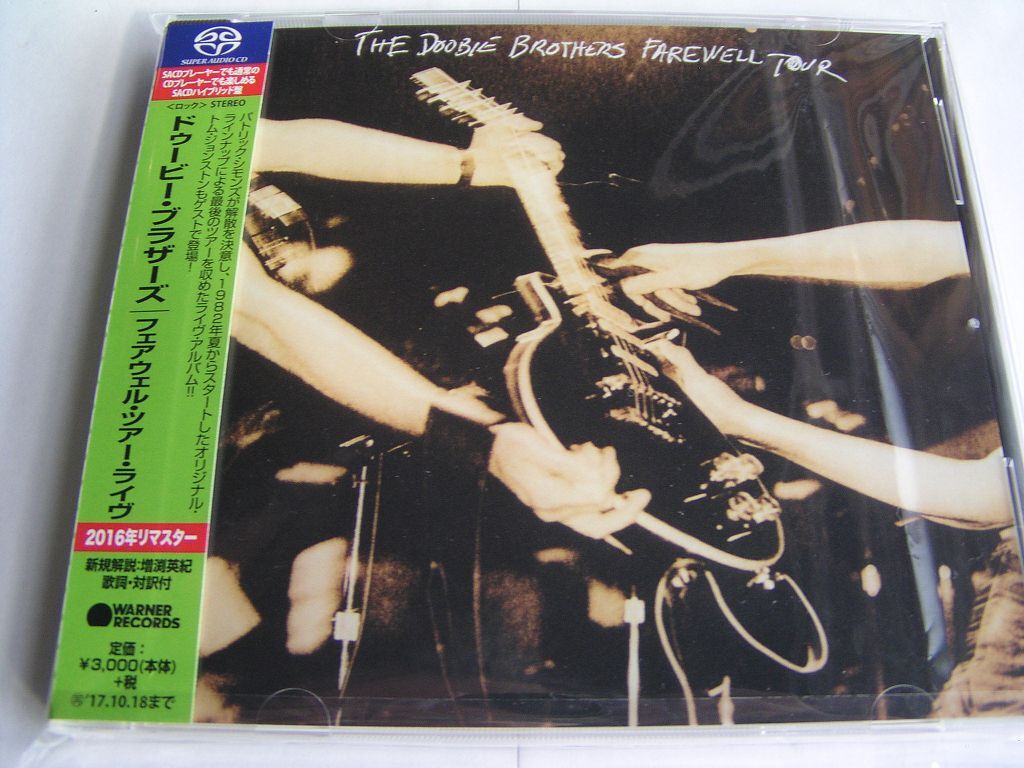 THE DOOBIE BROTHERS FAREWELL TOUR
SUPER AUDIO CD
SACDプレーヤーでも通常の
CDプレーヤーでも楽しめる
SACDハイブリッド盤
<ロック> STEREO
パトリック・シモンズが解散を決意し、1982年夏からスタートしたオリジナル・
ラインナップによる最後のツアーを収めたライヴ・アルバム!!
トム・ジョンストンもゲストで登場!
ドゥービー・ブラザーズ|フェアウェル・ツアー・ライヴ
2016年リマスター
新規解説:増渕英紀
歌詞・対訳付
WARNER
RECORDS
定価:
¥3,000(本体)
+税
'17.10.18まで